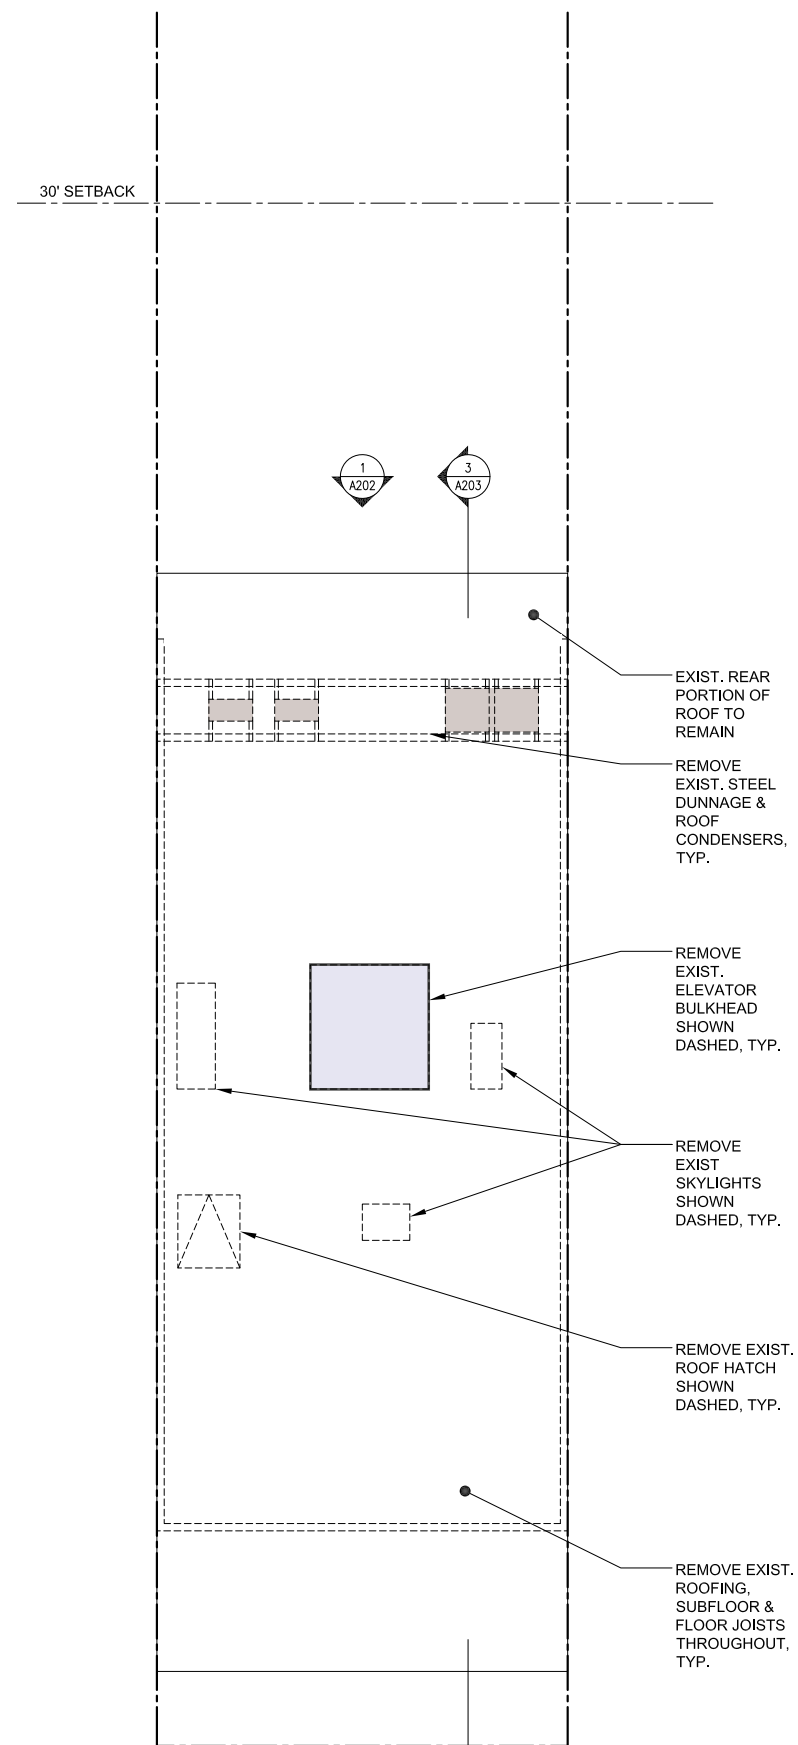 30' SETBACK
1
A202
3
A203
EXIST. REAR
PORTION OF
ROOF TO
REMAIN
REMOVE
EXIST. STEEL
DUNNAGE &
ROOF
CONDENSERS,
TYP.
REMOVE
EXIST.
ELEVATOR
BULKHEAD
SHOWN
DASHED, TYP.
REMOVE
EXIST
SKYLIGHTS
SHOWN
DASHED, TYP.
REMOVE EXIST.
ROOF HATCH
SHOWN
DASHED, TYP.
REMOVE EXIST.
ROOFING,
SUBFLOOR &
FLOOR JOISTS
THROUGHOUT,
TYP.